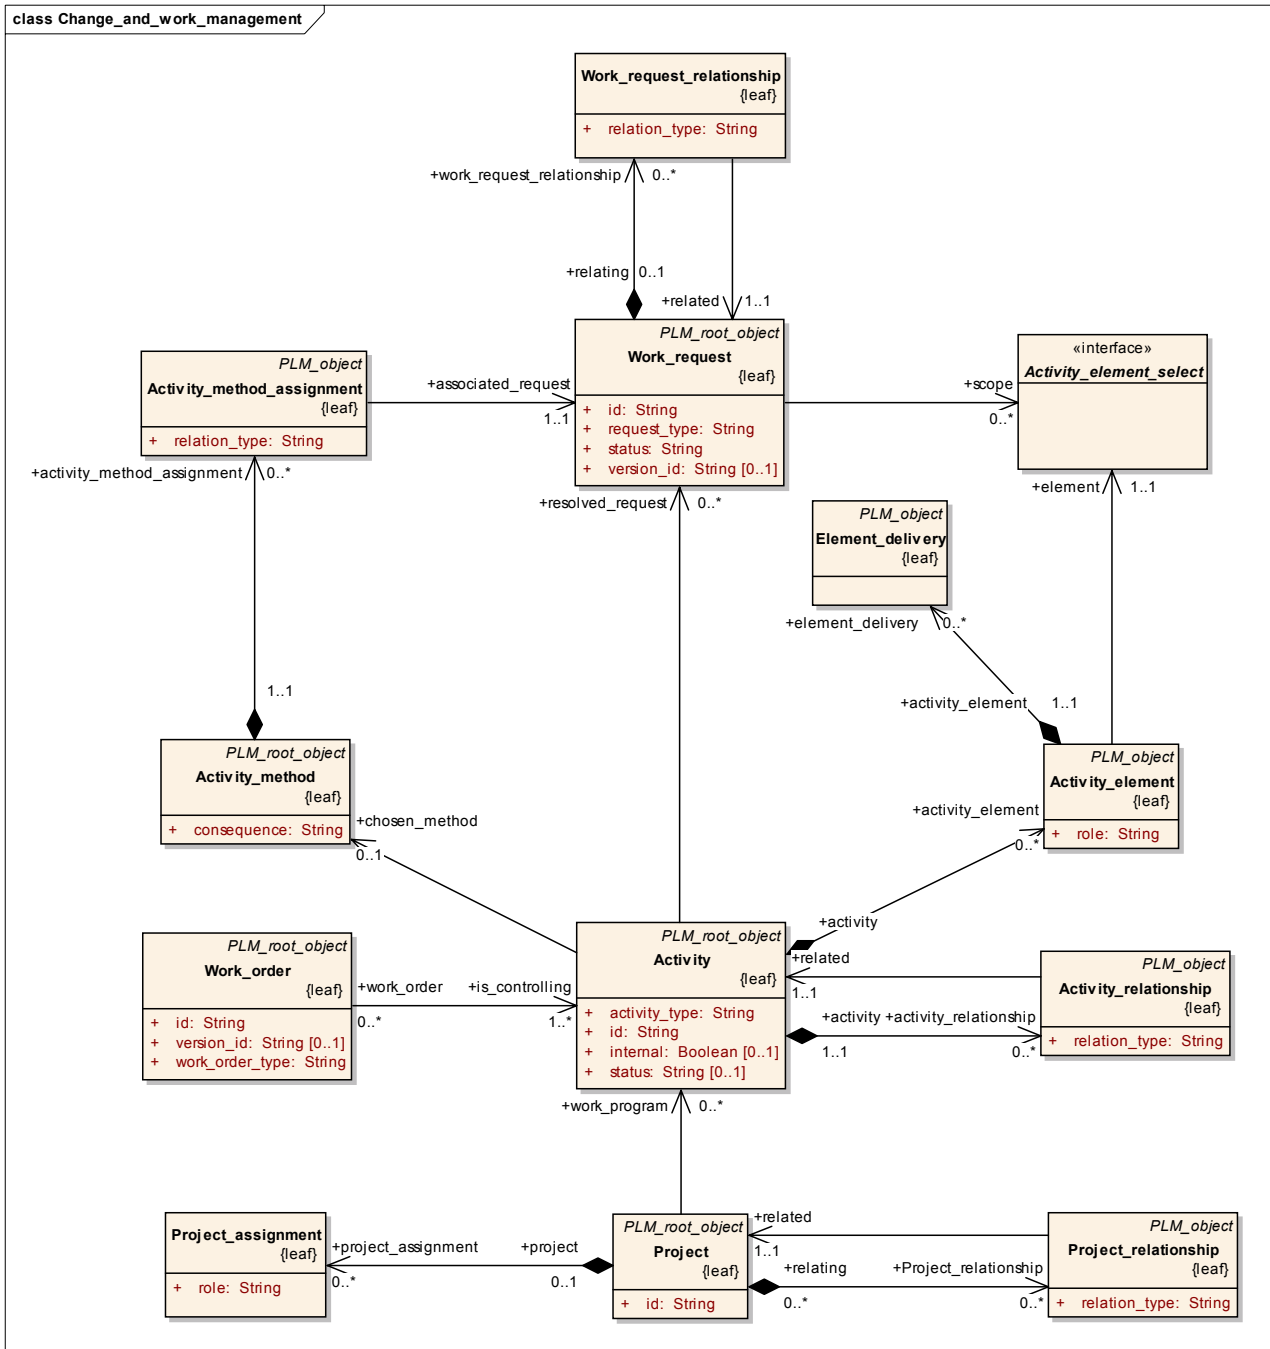 class Change_and_work_management
Work_request_relationship
{leaf}
+ relation_type: String
+work_request_relationship 0..*
+relating 0..1
+related 1..1
PLM_root_object
Work_request
{leaf}
+ id: String
+ request_type: String
+ status: String
+ version_id: String [0..1]
PLM_object
Activity_method_assignment
{leaf}
+ relation_type: String
+associated_request
1..1
+scope
0..*
«interface»
Activity_element_select
+activity_method_assignment 0..*
+resolved_request 0..*
+element 1..1
PLM_object
Element_delivery
{leaf}
+element_delivery 0..*
1..1
+activity_element 1..1
PLM_root_object
Activity_method
{leaf}
+ consequence: String
+chosen_method
0..1
PLM_object
Activity_element
{leaf}
+ role: String
+activity_element
0..*
+activity
PLM_root_object
Work_order
{leaf}
+ id: String
+ version_id: String [0..1]
+ work_order_type: String
+work_order +is_controlling
0..* 1..*
PLM_root_object
Activity
{leaf}
+ activity_type: String
+ id: String
+ internal: Boolean [0..1]
+ status: String [0..1]
+related
1..1
+activity +activity_relationship
1..1 0..*
PLM_object
Activity_relationship
{leaf}
+ relation_type: String
+work_program 0..*
Project_assignment
{leaf}
+ role: String
+project_assignment +project
0..* 0..1
PLM_root_object
Project
{leaf}
+ id: String
+related
1..1
+relating +Project_relationship
0..* 0..*
PLM_object
Project_relationship
{leaf}
+ relation_type: String